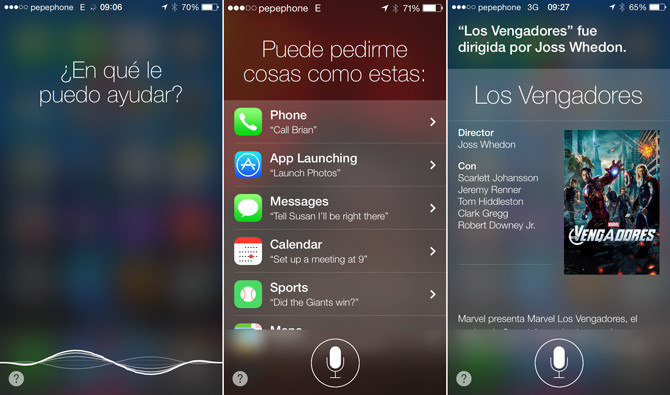 pepephone E 09:06 70%
¿En qué le
puedo ayudar?
?
pepephone E 71%
Puede pedirme
cosas como estas:
Phone
“Call Brian”
App Launching
“Launch Photos”
Messages
“Tell Susan I’ll be right there”
Calendar
“Set up a meeting at 9”
Sports
“Did the Giants win?”
Maps
?
pepephone 3G 09:27 65%
“Los Vengadores” fue
dirigida por Joss Whedon.
Los Vengadores
Director
Joss Whedon
Con
Scarlett Johansson
Jeremy Renner
Tom Hiddleston
Clark Gregg
Robert Downey Jr.
MARVEL
VENGADORES
Marvel presenta Marvel Los Vengadores, el
?